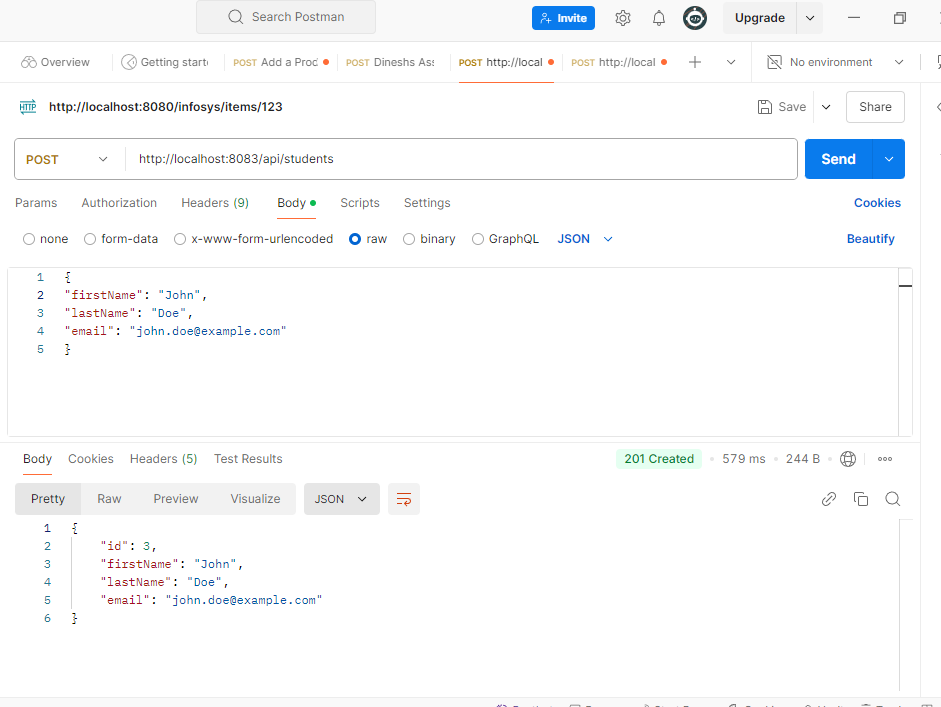 Search Postman
Invite
Upgrade
Overview
Getting starte
POST Add a Prod
POST Dineshs Ass
POST http://local
POST http://local
No environment
HTTP http://localhost:8080/infosys/items/123
Save
Share
POST
http://localhost:8083/api/students
Send
Params Authorization Headers (9) Body Scripts Settings
Cookies
none form-data x-www-form-urlencoded raw binary GraphQL JSON
Beautify
1 {
2 "firstName": "John",
3 "lastName": "Doe",
4 "email": "john.doe@example.com"
5 }
Body Cookies Headers (5) Test Results
201 Created 579 ms 244 B
Pretty Raw Preview Visualize JSON
1 {
2 "id": 3,
3 "firstName": "John",
4 "lastName": "Doe",
5 "email": "john.doe@example.com"
6 }